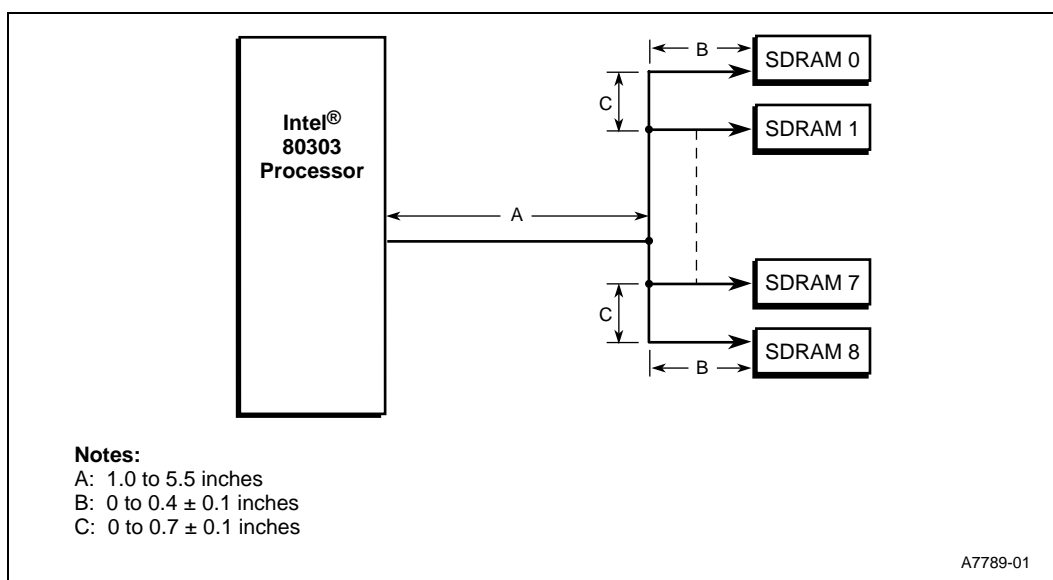 Intel®
80303
Processor
A
B
C
SDRAM 0
SDRAM 1
SDRAM 7
C
SDRAM 8
B
Notes:
A: 1.0 to 5.5 inches
B: 0 to 0.4 ± 0.1 inches
C: 0 to 0.7 ± 0.1 inches
A7789-01